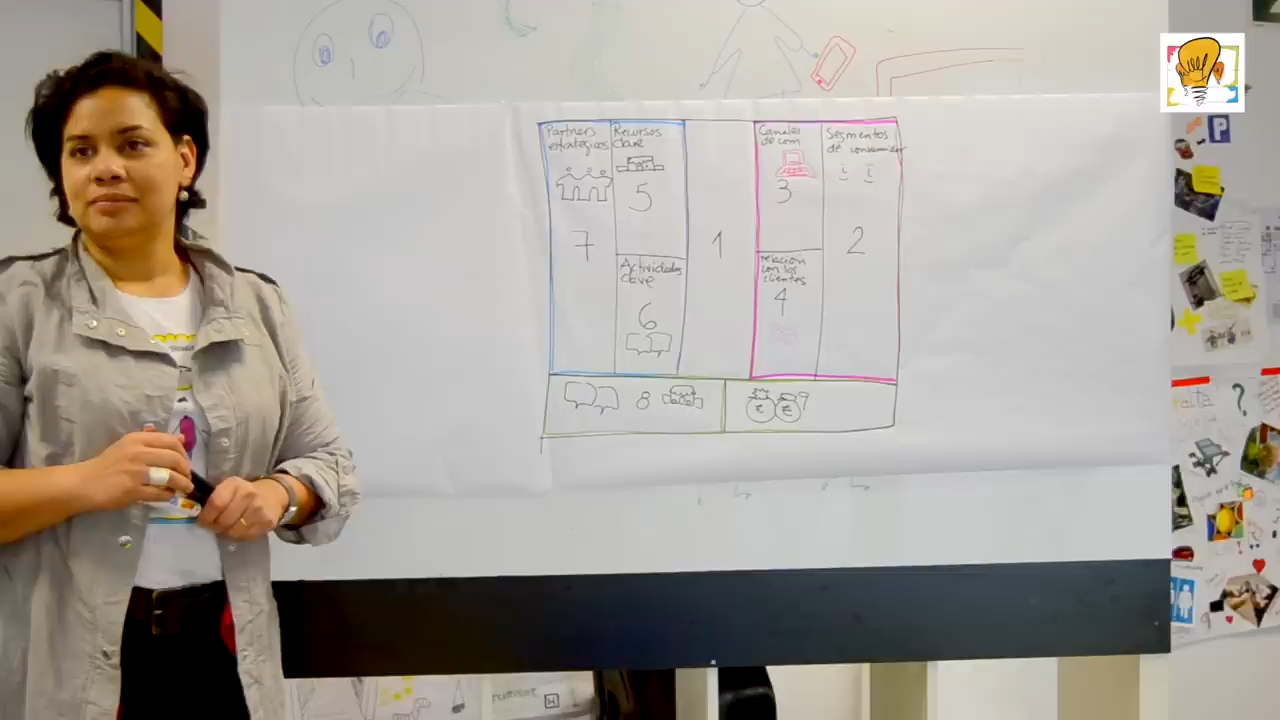 Partners
estratégicos
7
Recursos
clave
5
Actividades
clave
6
1
Canales
de com
3
relación
con los
clientes
4
Segmentos
de consumidor
2
8
€ €
9
P
?